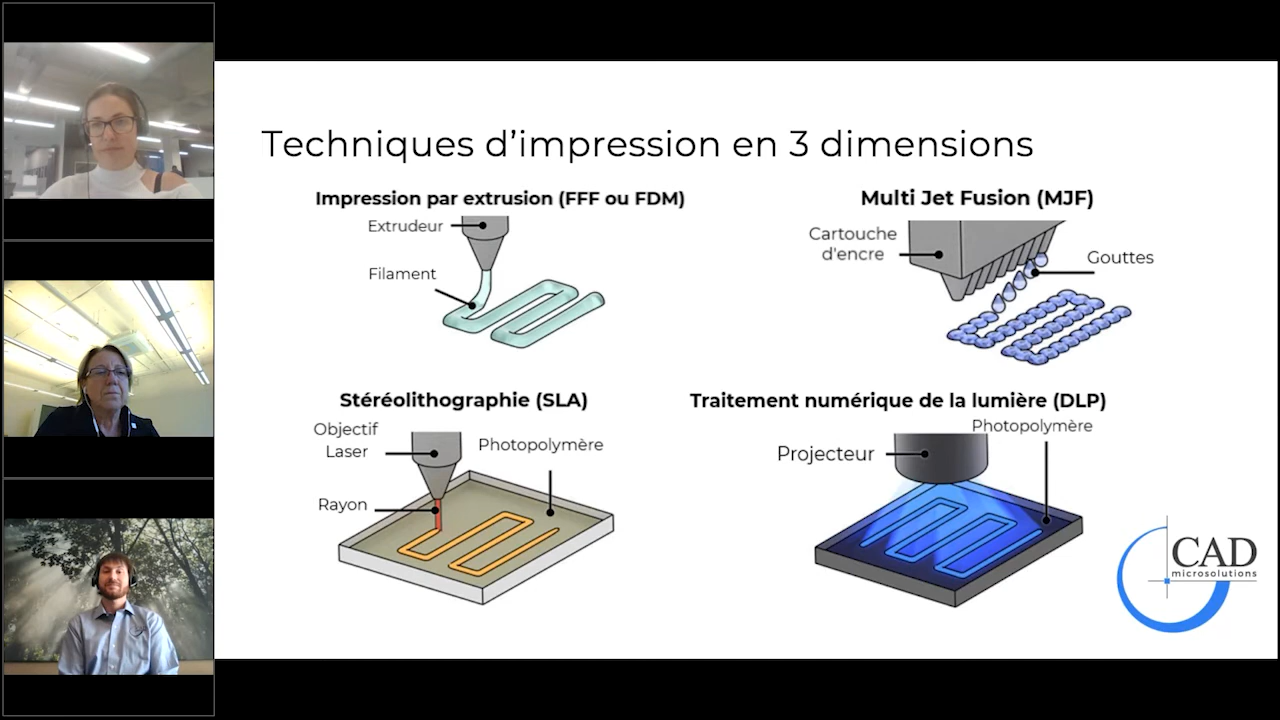 Techniques d’impression en 3 dimensions
Impression par extrusion (FFF ou FDM)
Extrudeur
Filament
Multi Jet Fusion (MJF)
Cartouche
d'encre
Gouttes
Stéréolithographie (SLA)
Objectif
Laser
Photopolymère
Rayon
Traitement numérique de la lumière (DLP)
Photopolymère
Projecteur
CAD
microsolutions